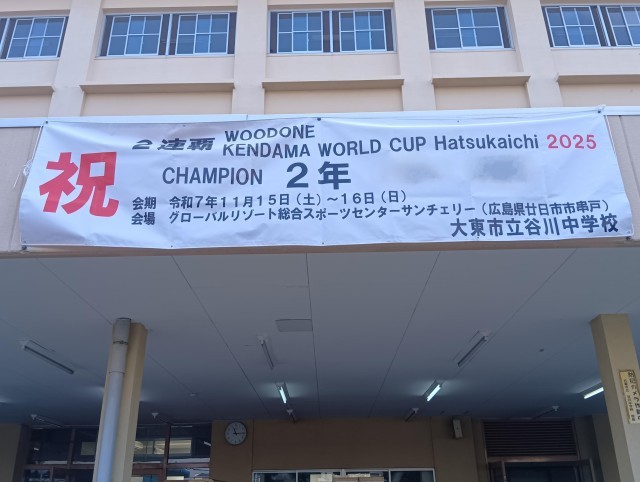 祝
2連覇 WOODONE
KENDAMA WORLD CUP Hatsukaichi 2025
CHAMPION 2年
会期 令和7年11月15日(土)~16日(日)
会場 グローバルリゾート総合スポーツセンターサンチェリー(広島県廿日市市串戸)
大東市立谷川中学校